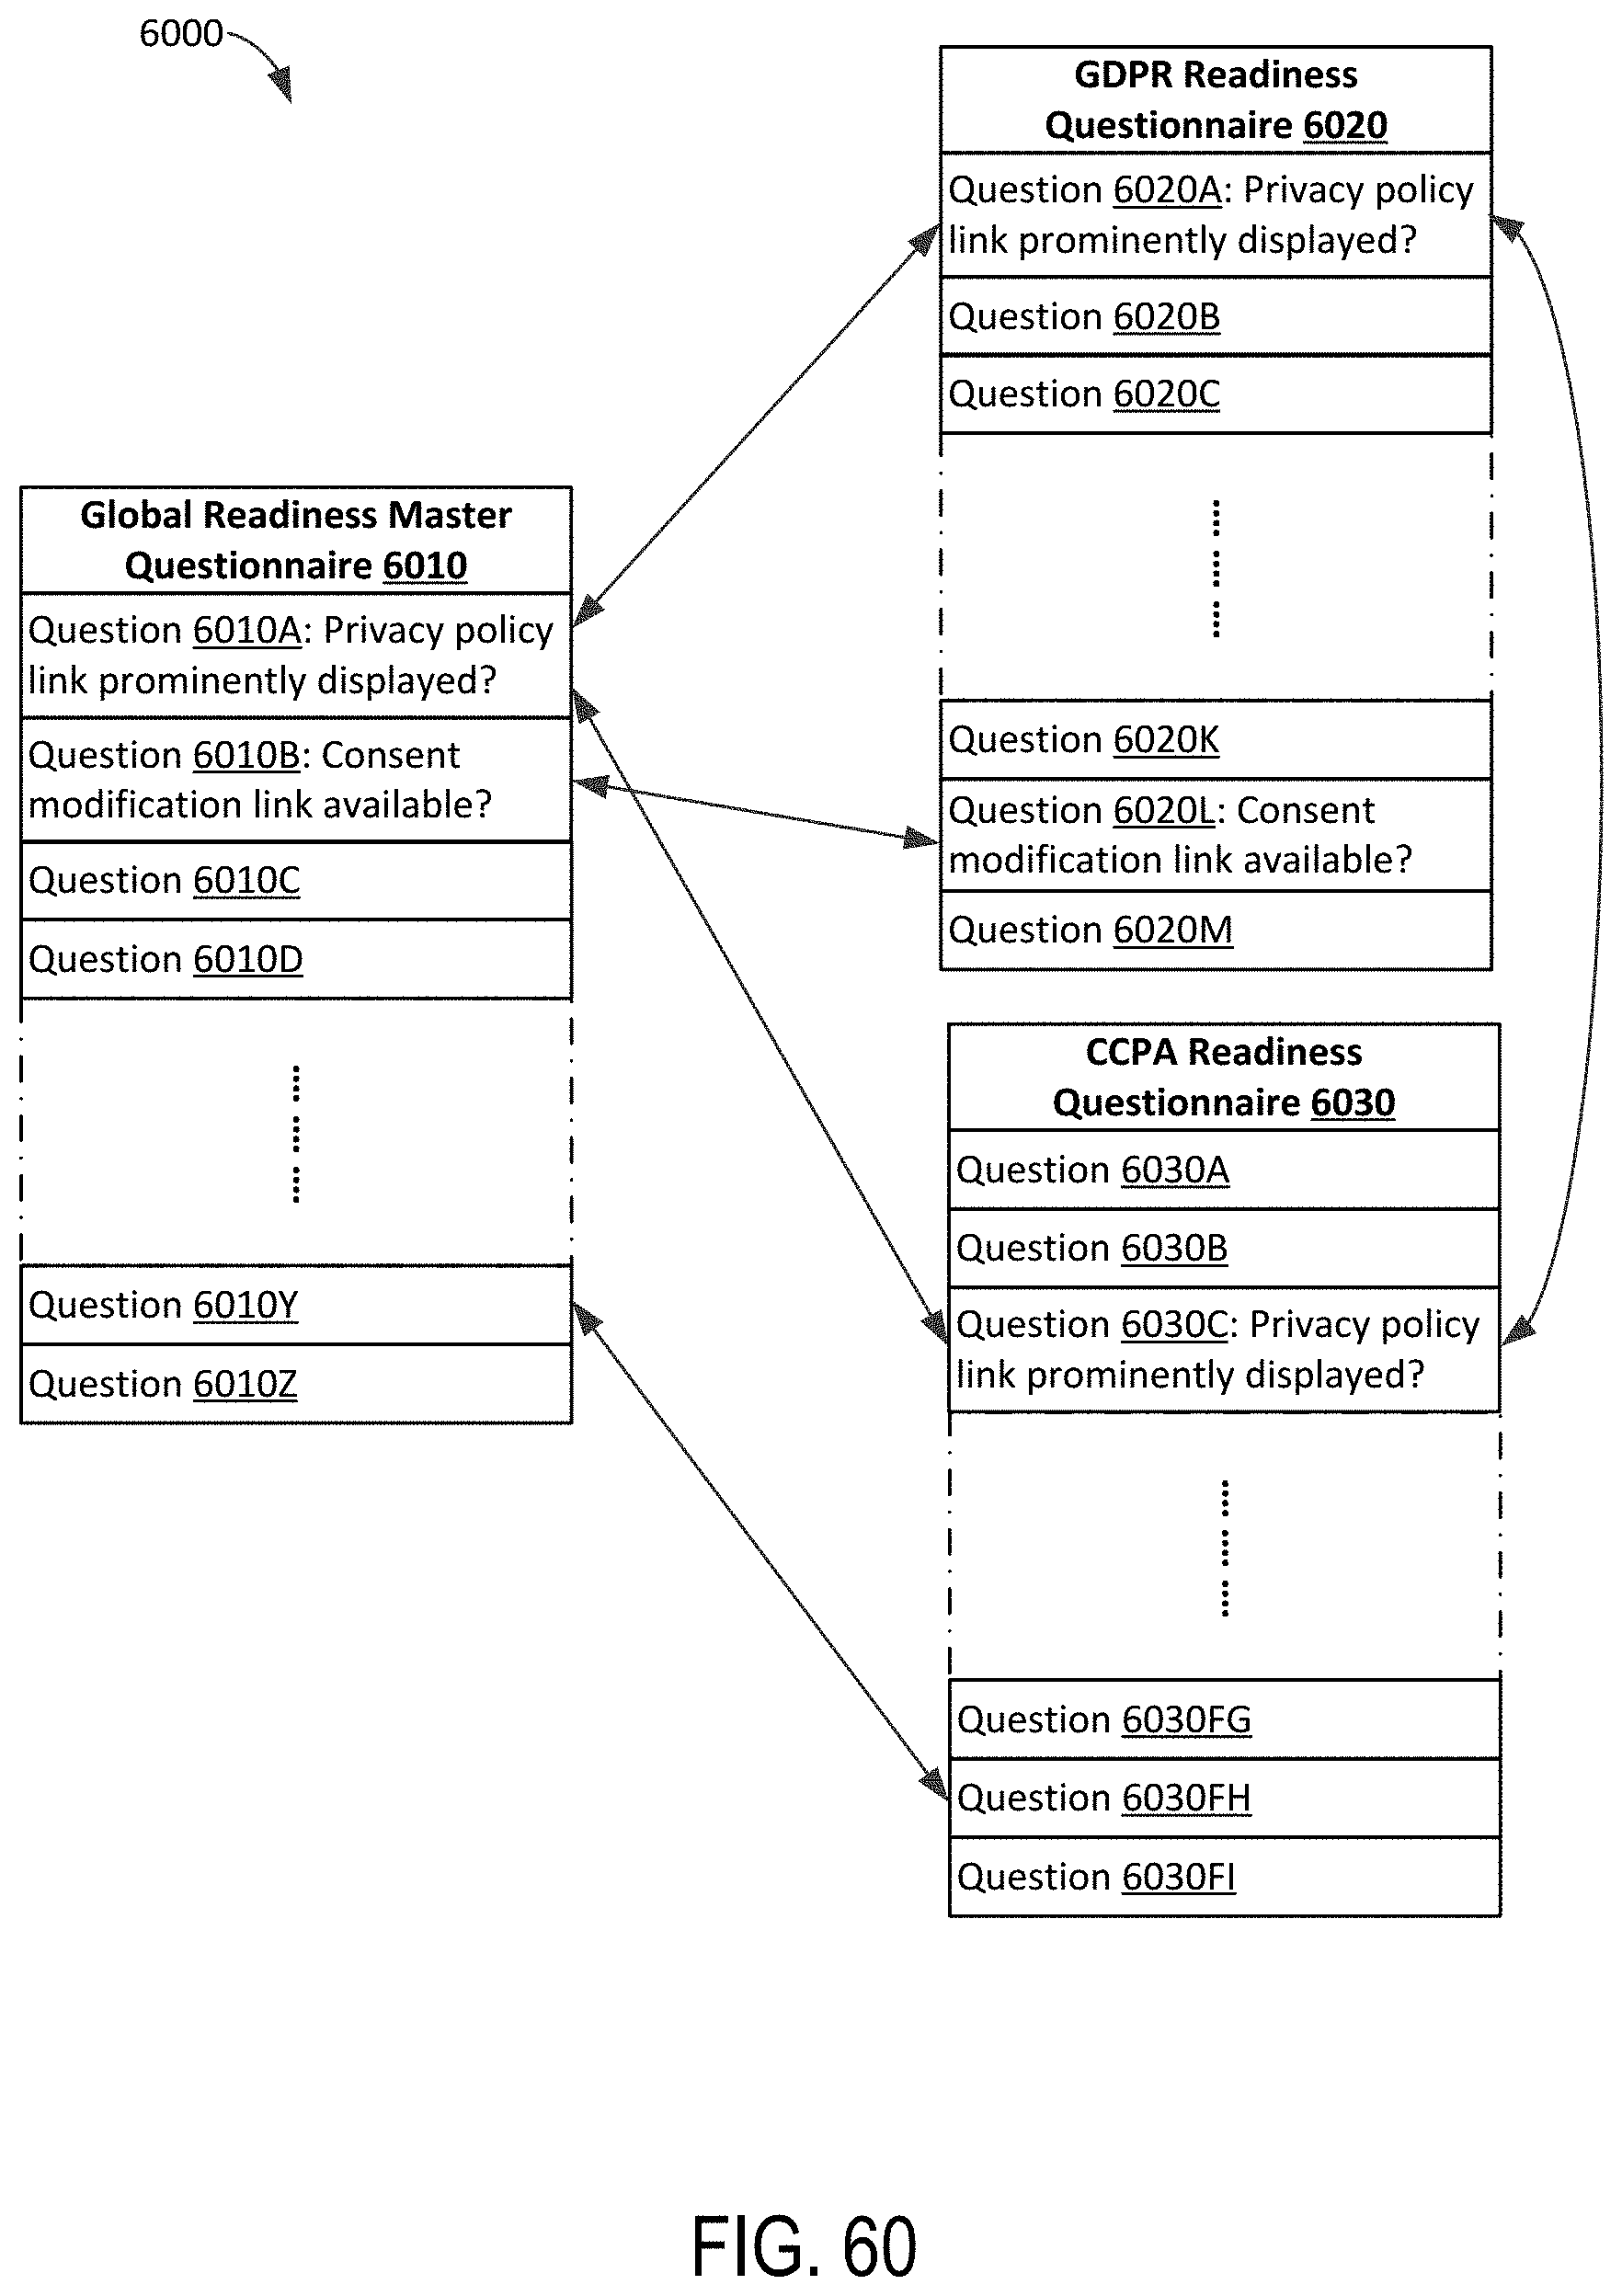 6000
GDPR Readiness
Questionnaire 6020
Question 6020A: Privacy policy
link prominently displayed?
Question 6020B
Question 6020C
Question 6020K
Question 6020L: Consent
modification link available?
Question 6020M
Global Readiness Master
Questionnaire 6010
Question 6010A: Privacy policy
link prominently displayed?
Question 6010B: Consent
modification link available?
Question 6010C
Question 6010D
Question 6010Y
Question 6010Z
CCPA Readiness
Questionnaire 6030
Question 6030A
Question 6030B
Question 6030C: Privacy policy
link prominently displayed?
Question 6030FG
Question 6030FH
Question 6030FI
FIG. 60